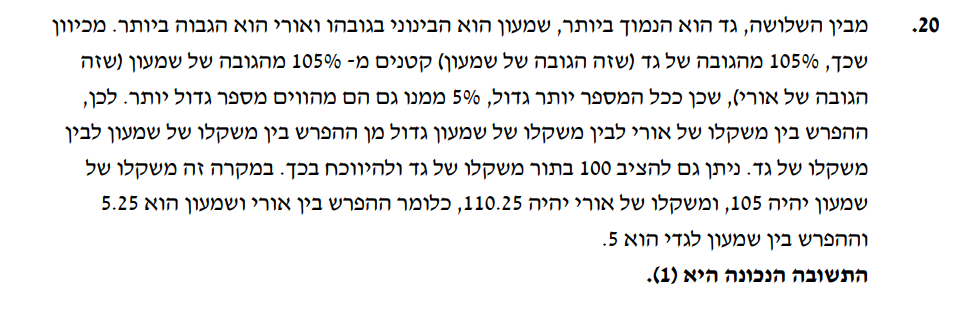 20. מבין השלושה, גד הוא הנמוך ביותר, שמעון הוא הבינוני בגובהו ואורי הוא הגבוה ביותר. מכיוון
שכך, 105% מהגובה של גד (שזה הגובה של שמעון) קטנים מ- 105% מהגובה של שמעון (שזה
הגובה של אורי), שכן ככל המספר יותר גדול, 5% ממנו גם הם מהווים מספר גדול יותר. לכן,
ההפרש בין משקלו של אורי לבין משקלו של שמעון גדול מן ההפרש בין משקלו של שמעון לבין
משקלו של גד. ניתן גם להציב 100 בתור משקלו של גד ולהיווכח בכך. במקרה זה משקלו של
שמעון יהיה 105, ומשקלו של אורי יהיה 110.25, כלומר ההפרש בין אורי ושמעון הוא 5.25
וההפרש בין שמעון לגדי הוא 5.
התשובה הנכונה היא (1).